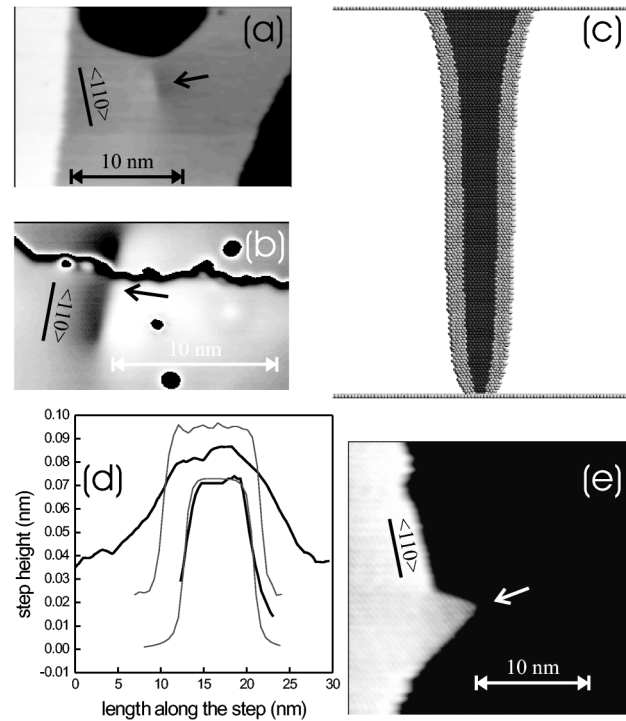 (a)
<110>
10 nm
(b)
<110>
10 nm
(c)
(d)
0.10
0.09
0.08
0.07
0.06
0.05
0.04
0.03
0.02
0.01
0.00
-0.01
0 5 10 15 20 25 30
step height (nm)
length along the step (nm)
(e)
<110>
10 nm